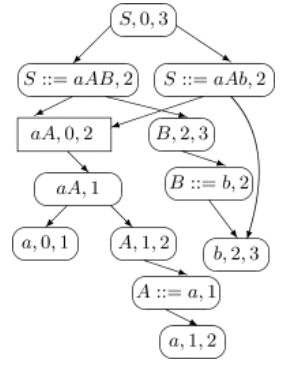 S, 0, 3
S ::= aAB, 2
S ::= aAb, 2
aA, 0, 2
B, 2, 3
aA, 1
B ::= b, 2
a, 0, 1
A, 1, 2
b, 2, 3
A ::= a, 1
a, 1, 2